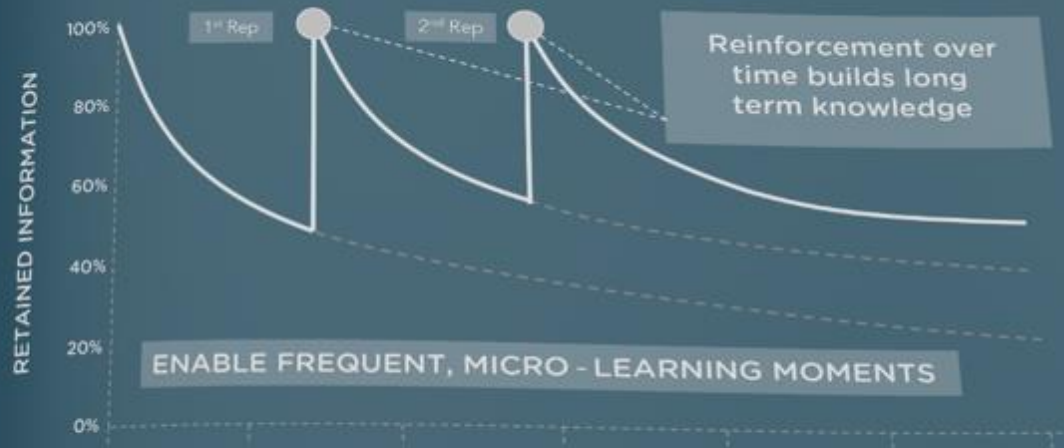 100%
1st Rep
2nd Rep
Reinforcement over
time builds long
term knowledge
80%
60%
40%
20%
0%
RETAINED INFORMATION
ENABLE FREQUENT, MICRO - LEARNING MOMENTS